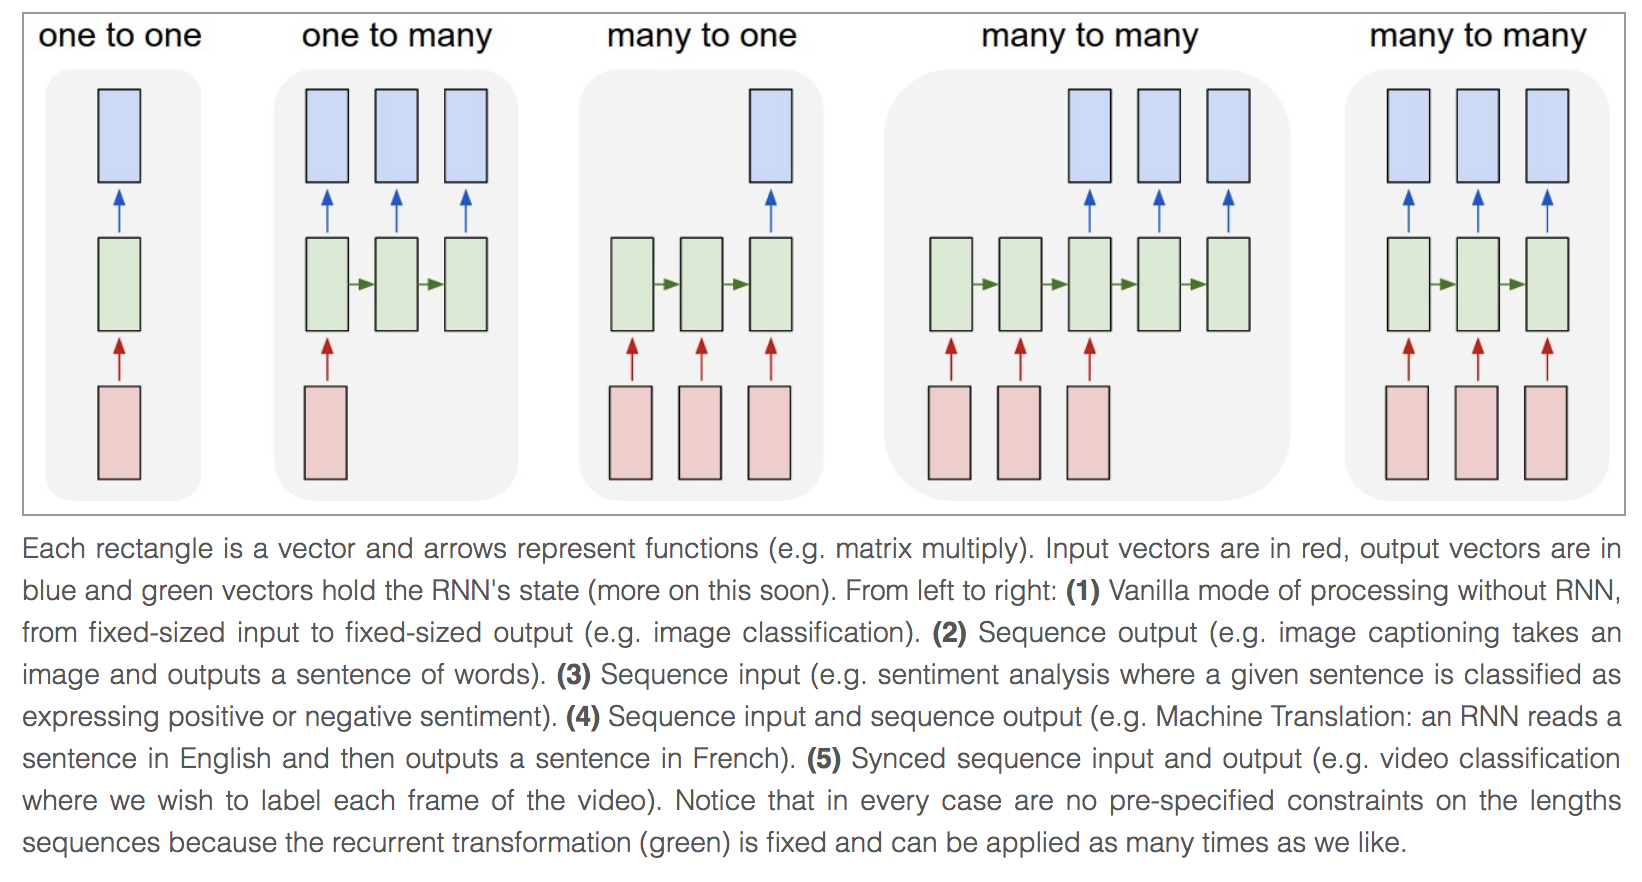 one to one
one to many
many to one
many to many
many to many
Each rectangle is a vector and arrows represent functions (e.g. matrix multiply). Input vectors are in red, output vectors are in
blue and green vectors hold the RNN's state (more on this soon). From left to right: (1) Vanilla mode of processing without RNN,
from fixed-sized input to fixed-sized output (e.g. image classification). (2) Sequence output (e.g. image captioning takes an
image and outputs a sentence of words). (3) Sequence input (e.g. sentiment analysis where a given sentence is classified as
expressing positive or negative sentiment). (4) Sequence input and sequence output (e.g. Machine Translation: an RNN reads a
sentence in English and then outputs a sentence in French). (5) Synced sequence input and output (e.g. video classification
where we wish to label each frame of the video). Notice that in every case are no pre-specified constraints on the lengths
sequences because the recurrent transformation (green) is fixed and can be applied as many times as we like.